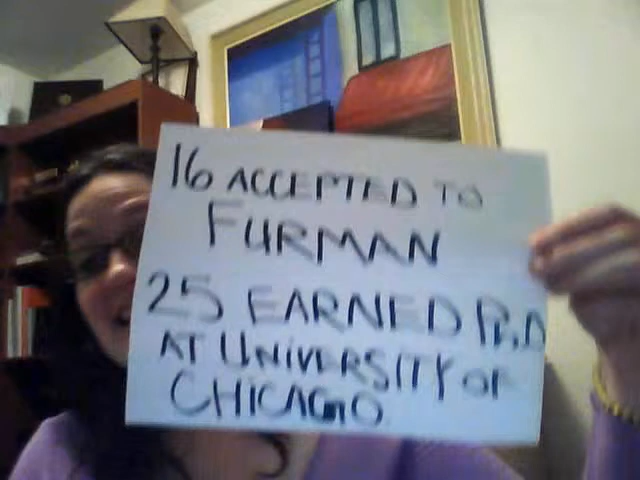 16 ACCEPTED TO
FURMAN
25 EARNED Ph.D
AT UNIVERSITY OF
CHICAGO